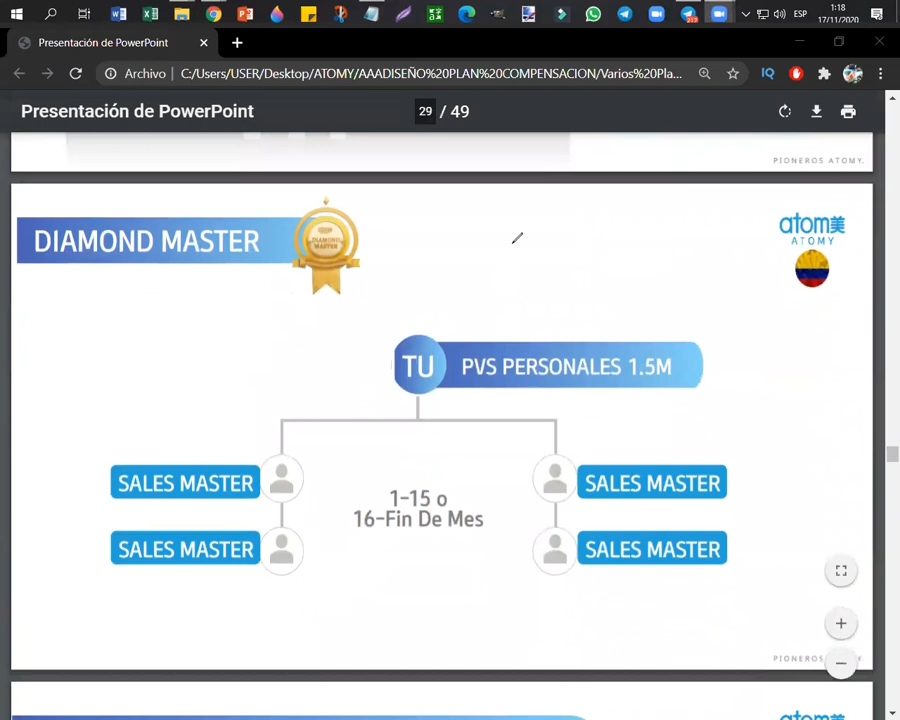 ESP
1:18
17/11/2020
Presentación de PowerPoint
Archivo
C:/Users/USER/Desktop/ATOMY/AAADISEÑO%20PLAN%20COMPENSACION/Varios%20Pla...
IQ
Presentación de PowerPoint
29 / 49
PIONEROS ATOMY.
DIAMOND MASTER
DIAMOND
MASTER
atom美
ATOMY
TU
PVS PERSONALES 1.5M
SALES MASTER
SALES MASTER
1-15 o
16-Fin De Mes
SALES MASTER
SALES MASTER
PIONEROS ATOMY.
atom美